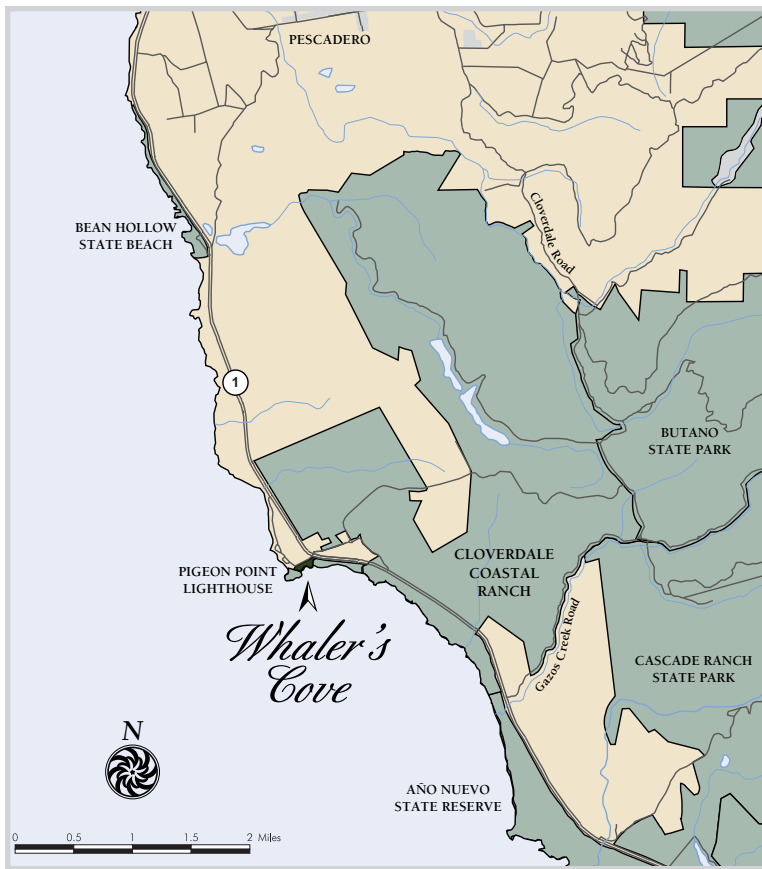 PESCADERO
BEAN HOLLOW
STATE BEACH
Cloverdale Road
1
BUTANO
STATE PARK
CLOVERDALE
COASTAL
RANCH
PIGEON POINT
LIGHTHOUSE
Whaler's
Cove
Gazos Creek Road
CASCADE RANCH
STATE PARK
N
AÑO NUEVO
STATE RESERVE
0 0.5 1 1.5 2 Miles